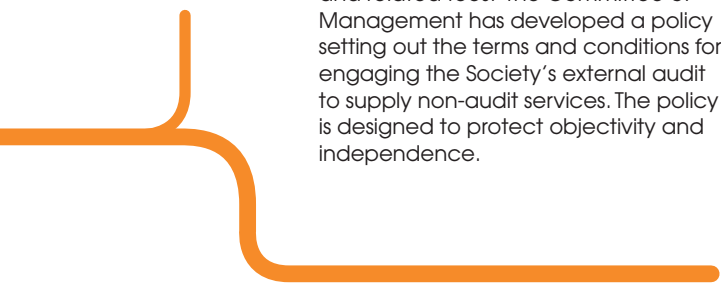 Management has developed a policy
setting out the terms and conditions for
engaging the Society's external audit
to supply non-audit services. The policy
is designed to protect objectivity and
independence.